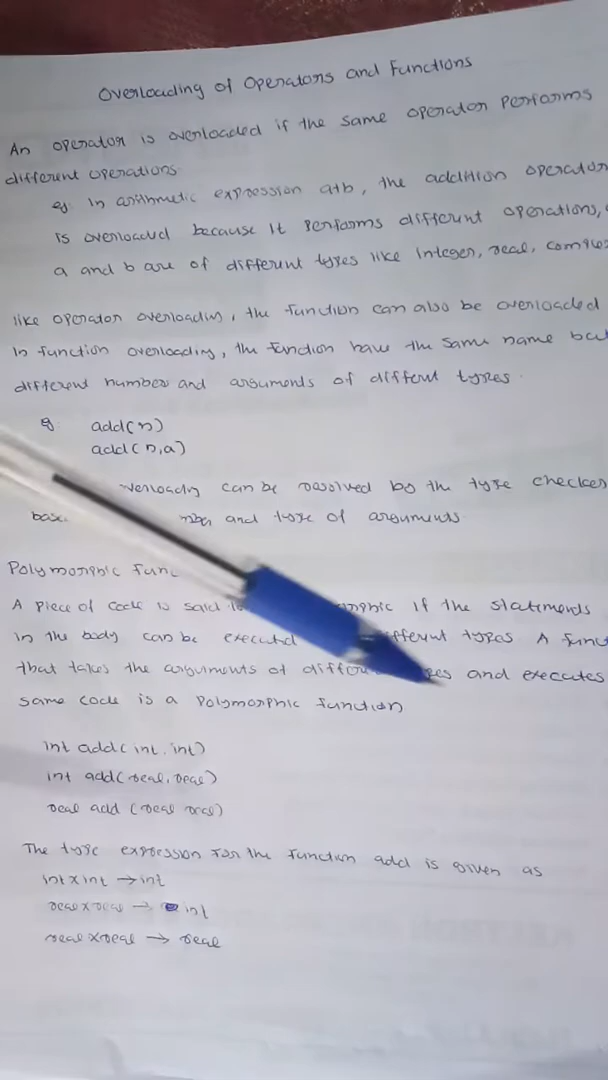 Overloading of Operators and Functions
An operator is overloaded if the same operator performs
different operations.
eg in arithmetic expression a+b, the addition operator
is overloaded because it performs different operations,
a and b are of different types like Integer, real,
like operator overloading, the function can also be overloaded
In function overloading, the function have the same name but
different number and arguments of different types.
eg add(n)
add(n,a)
can be resolved by the type checker
and type of arguments.
Polymorphic
A piece of code is said if the statements
in the body can be executed types A
that takes the arguments of and executes
same code is a polymorphic function
int add( int, int)
int add(real, real)
real add (real real)
The type expression for the function add is given as
int x int → int
real x real → int
real x real → real